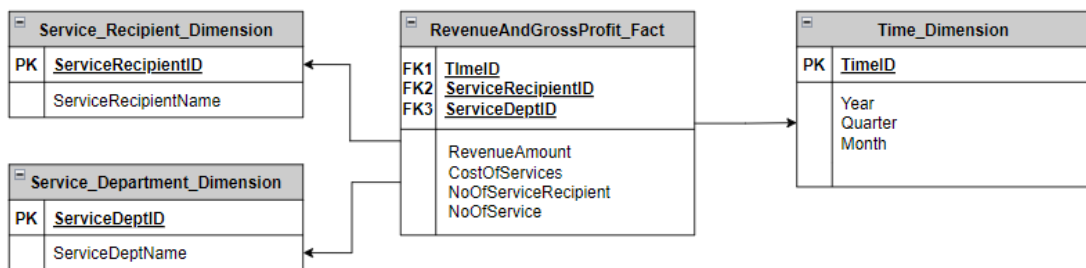 Service_Recipient_Dimension
PK ServiceRecipientID
ServiceRecipientName
Service_Department_Dimension
PK ServiceDeptID
ServiceDeptName
RevenueAndGrossProfit_Fact
FK1 TImeID
FK2 ServiceRecipientID
FK3 ServiceDeptID
RevenueAmount
CostOfServices
NoOfServiceRecipient
NoOfService
Time_Dimension
PK TimeID
Year
Quarter
Month